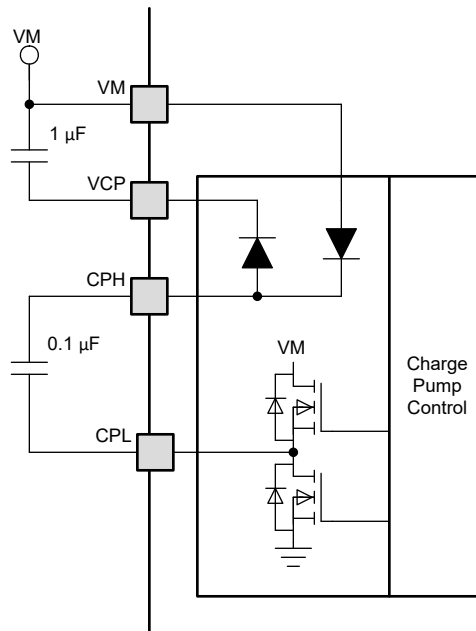 VM
VM
1 µF
VCP
CPH
0.1 µF
VM
Charge
Pump
Control
CPL